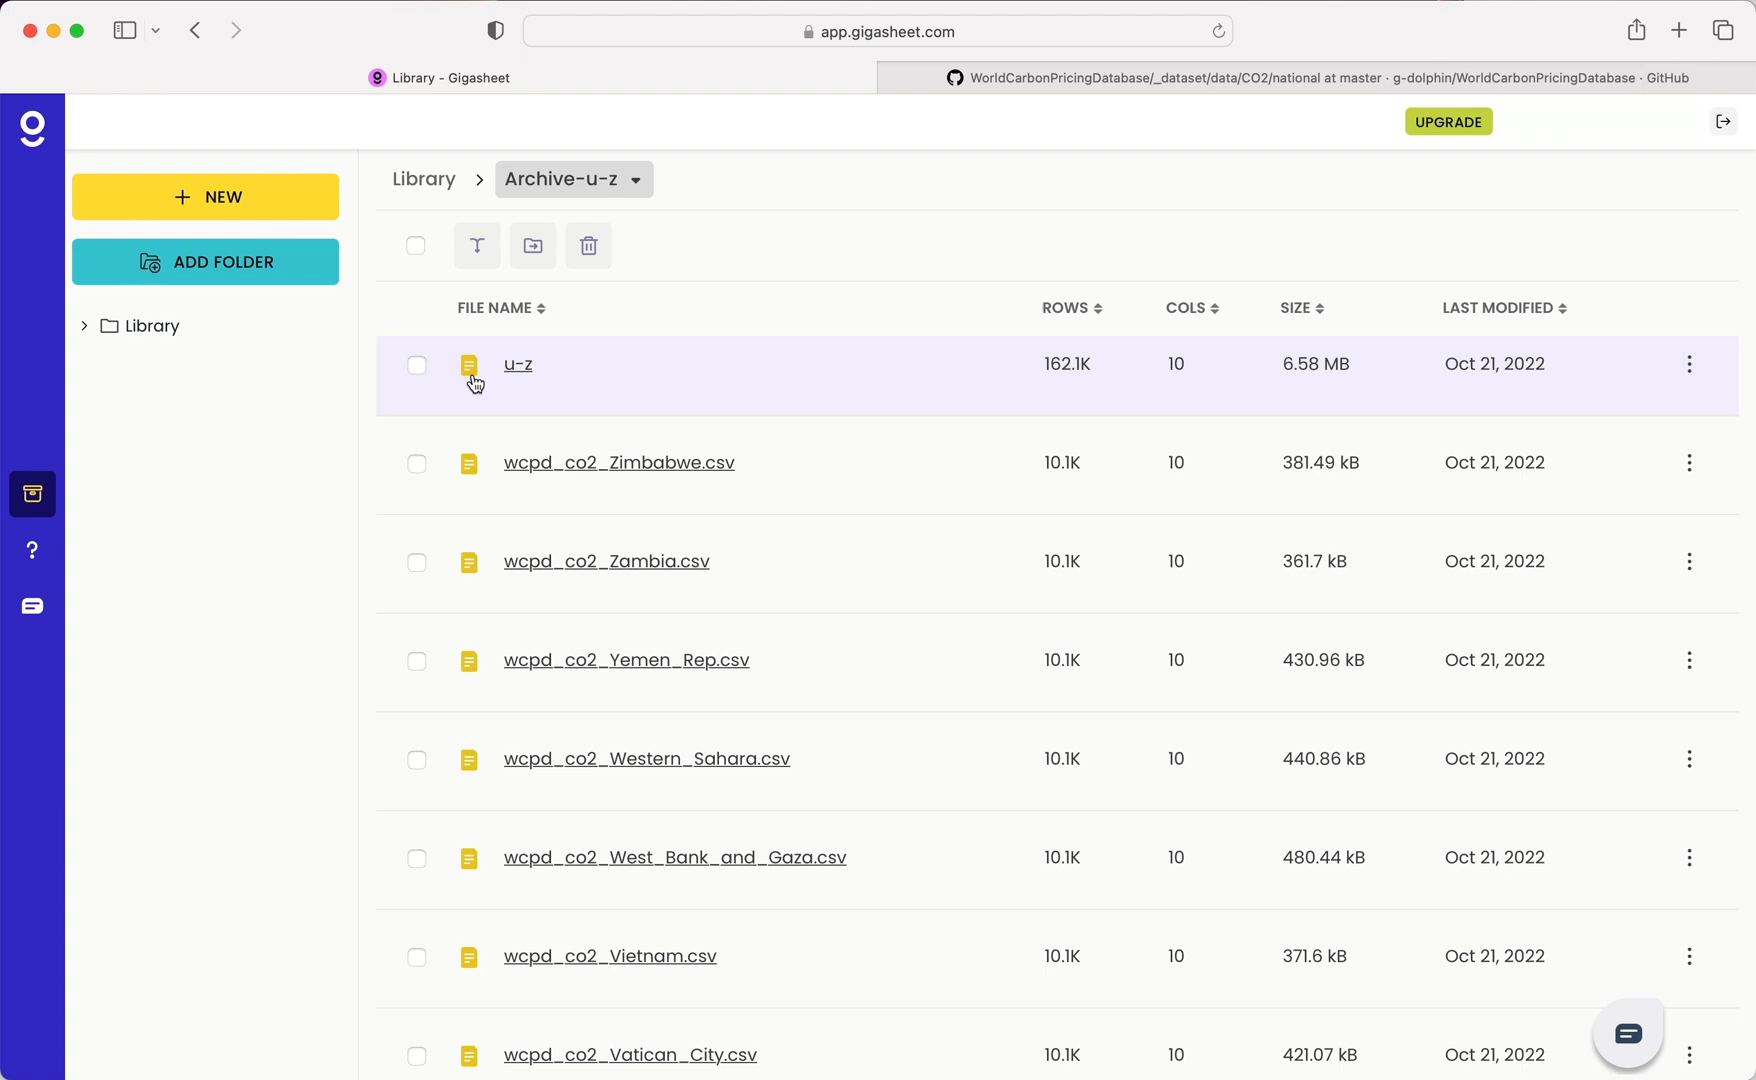 app.gigasheet.com
Library - Gigasheet
WorldCarbonPricingDatabase/_dataset/data/CO2/national at master · g-dolphin/WorldCarbonPricingDatabase · GitHub
UPGRADE
Library > Archive-u-z
+ NEW
ADD FOLDER
Library
FILE NAME ROWS COLS SIZE LAST MODIFIED
u-z 162.1K 10 6.58 MB Oct 21, 2022
wcpd_co2_Zimbabwe.csv 10.1K 10 381.49 kB Oct 21, 2022
wcpd_co2_Zambia.csv 10.1K 10 361.7 kB Oct 21, 2022
wcpd_co2_Yemen_Rep.csv 10.1K 10 430.96 kB Oct 21, 2022
wcpd_co2_Western_Sahara.csv 10.1K 10 440.86 kB Oct 21, 2022
wcpd_co2_West_Bank_and_Gaza.csv 10.1K 10 480.44 kB Oct 21, 2022
wcpd_co2_Vietnam.csv 10.1K 10 371.6 kB Oct 21, 2022
wcpd_co2_Vatican_City.csv 10.1K 10 421.07 kB Oct 21, 2022